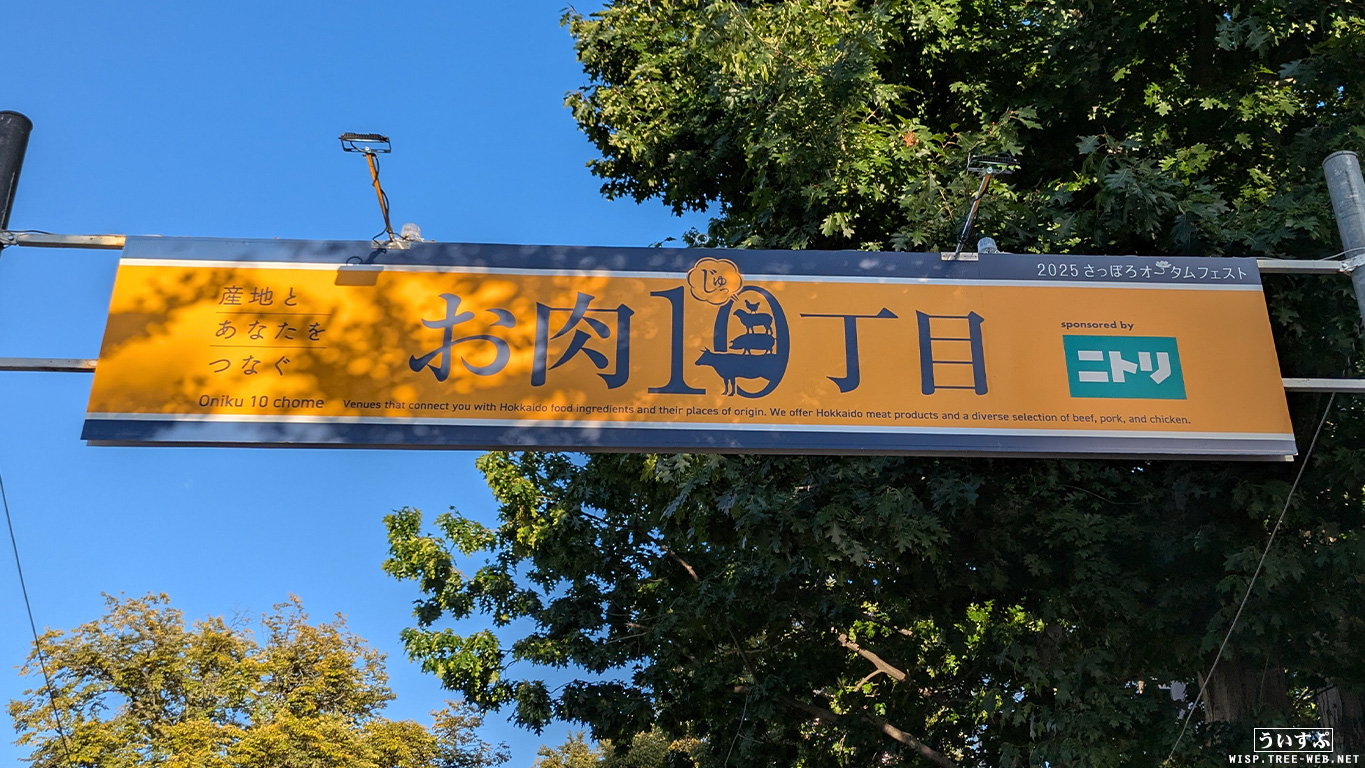 2025 さっぽろオータムフェスト
産地と
あなたを
つなぐ
じゅっ
お肉10丁目
sponsored by
ニトリ
Oniku 10 chome
Venues that connect you with Hokkaido food ingredients and their places of origin. We offer Hokkaido meat products and a diverse selection of beef, pork, and chicken.
ういすぷ
WISP.TREE-WEB.NET